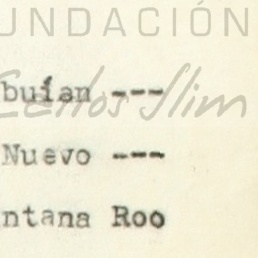 UNDACIÓN
Carlos Slim
buían ---
Nuevo ---
ntana Roo